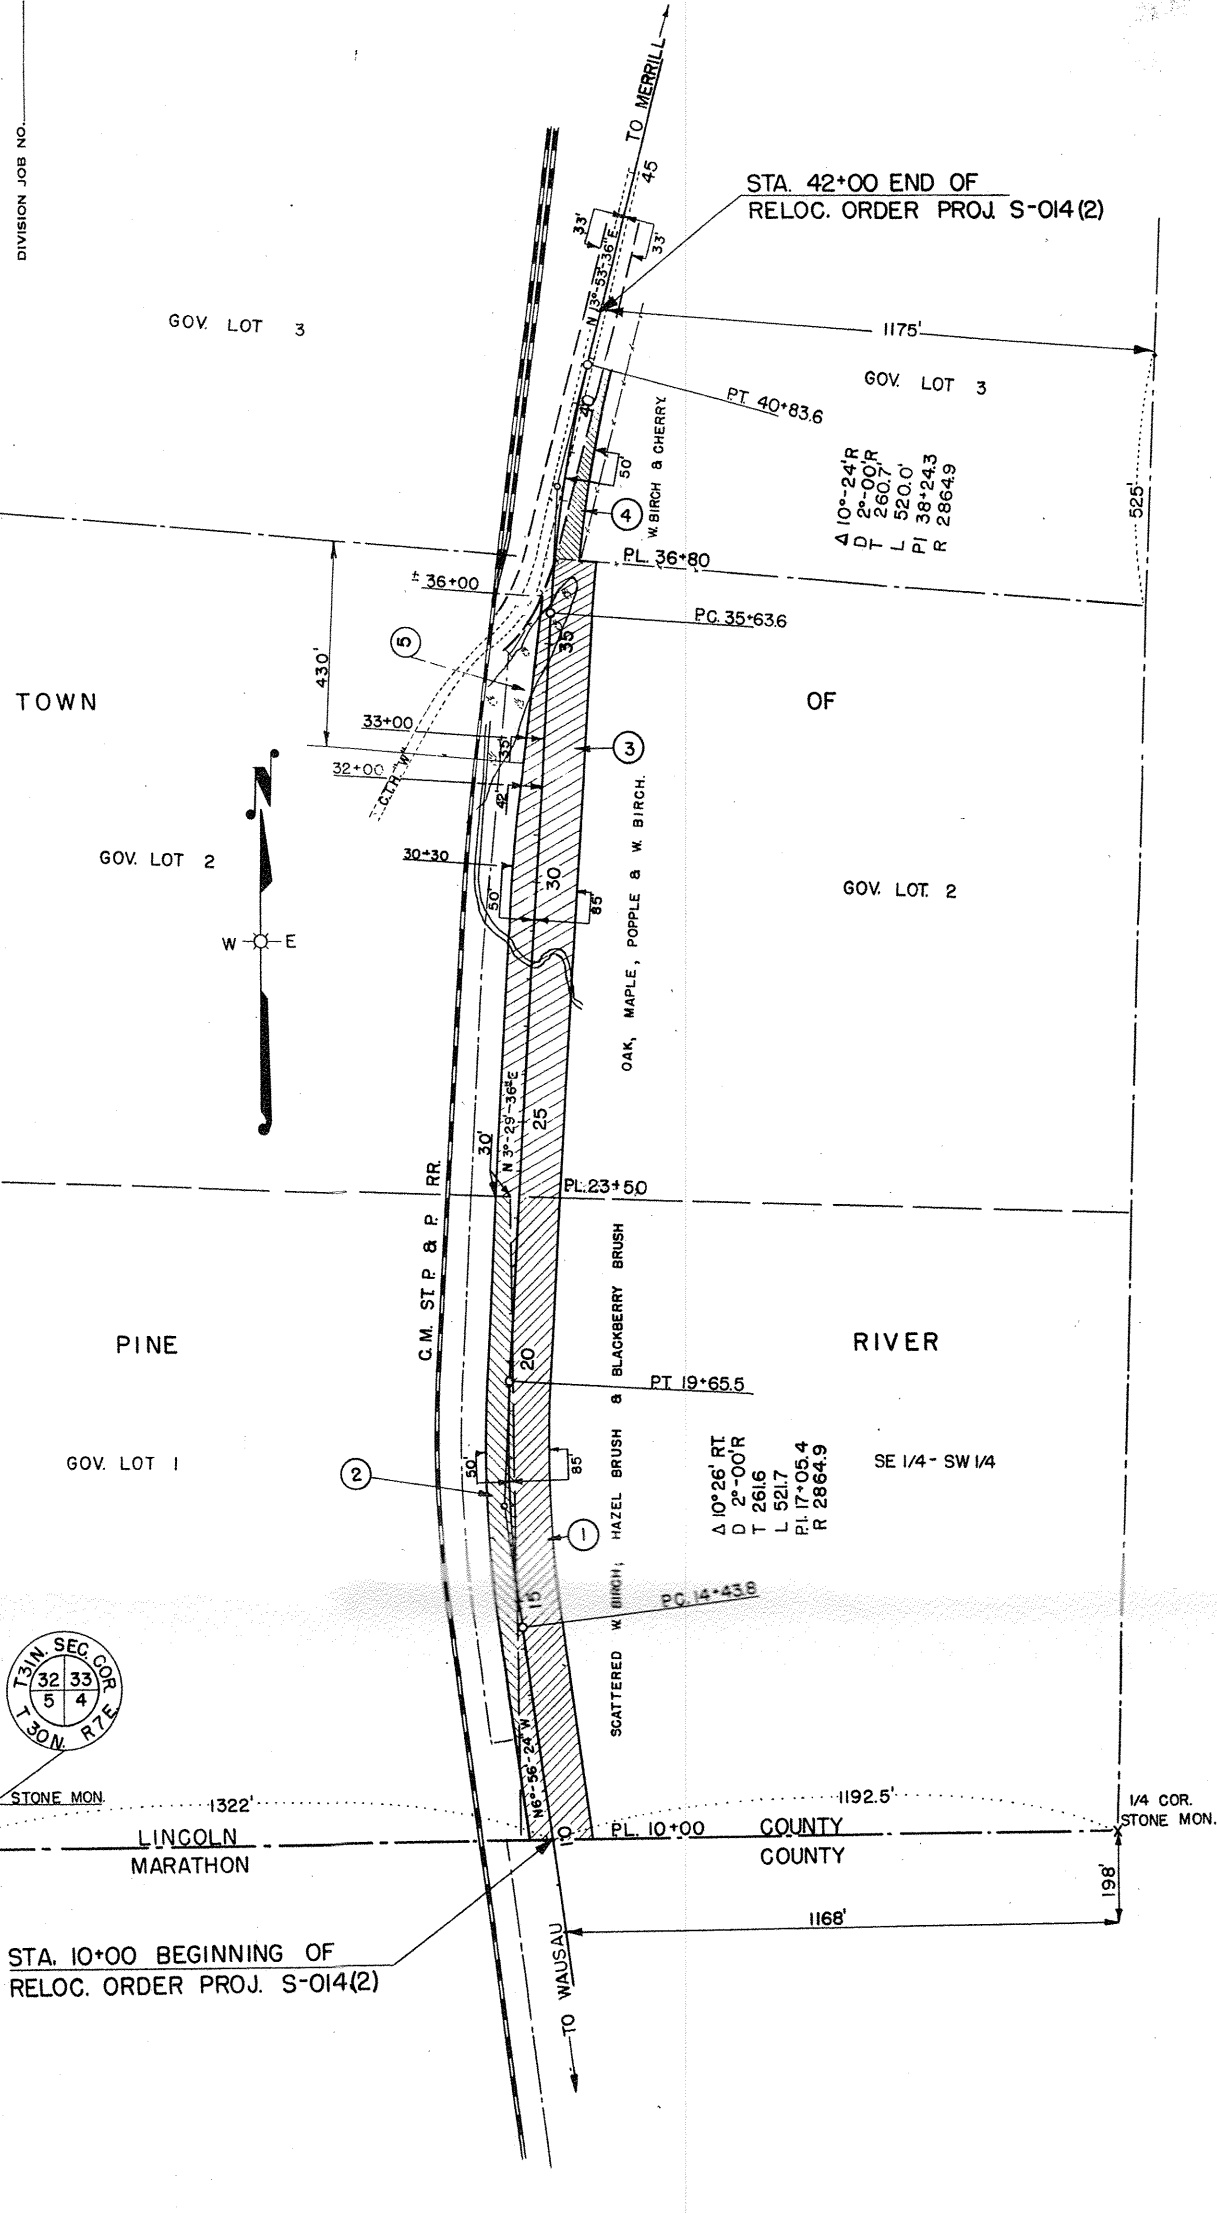 DIVISION JOB NO.
TO MERRILL
45
STA. 42+00 END OF
RELOC. ORDER PROJ. S-014(2)
33'
33'
N 13°-53'-36" E
1175'
GOV. LOT 3
GOV. LOT 3
P.T. 40+83.6
40
W. BIRCH & CHERRY.
50'
4
Δ 10°-24' R
D 2°-00' R
T 260.7'
L 520.0'
PI 38+24.3
R 2864.9
525'
P.L. 36+80
± 36+00
P.C. 35+63.6
35
5
430'
TOWN
OF
33+00
35'
3
32+00
C.T.H. "W"
42'
GOV. LOT 2
30+30
30
50'
85'
GOV. LOT. 2
OAK, MAPLE, POPPLE & W. BIRCH.
N
W
E
N 3°-29'-36" E
25
30'
P.L. 23+50
C. M. ST. P. & P. RR.
PINE
RIVER
20
P.T. 19+65.5
GOV. LOT 1
2
50'
85'
Δ 10°26' RT.
D 2°-00' R
T 261.6
L 521.7
P.I. 17+05.4
R 2864.9
SE 1/4 - SW 1/4
1
SCATTERED W. BIRCH, HAZEL BRUSH & BLACKBERRY BRUSH
15
P.C. 14+43.8
T31N. SEC. COR.
32 33
5 4
T 30N. R7E.
N6°-56'-24" W
STONE MON.
1322'
1192.5'
1/4 COR.
STONE MON.
10
P.L. 10+00
LINCOLN
COUNTY
MARATHON
COUNTY
198'
1168'
STA. 10+00 BEGINNING OF
RELOC. ORDER PROJ. S-014(2)
TO WAUSAU